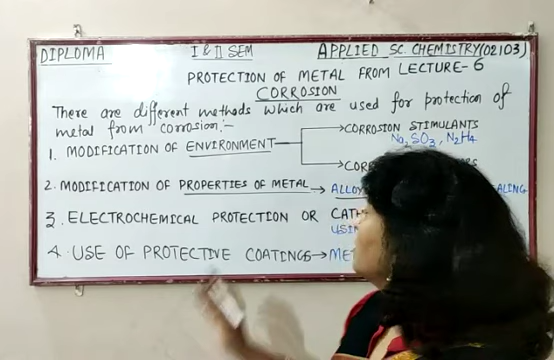 DIPLOMA I & II SEM APPLIED SC. CHEMISTRY(02103)
PROTECTION OF METAL FROM LECTURE-6
CORROSION
There are different methods which are used for protection of
metal from corrosion:-
→CORROSION STIMULANTS
Na2SO3, N2H4
1. MODIFICATION OF ENVIRONMENT
2. MODIFICATION OF PROPERTIES OF METAL →
3. ELECTROCHEMICAL PROTECTION OR
4. USE OF PROTECTIVE COATINGS→